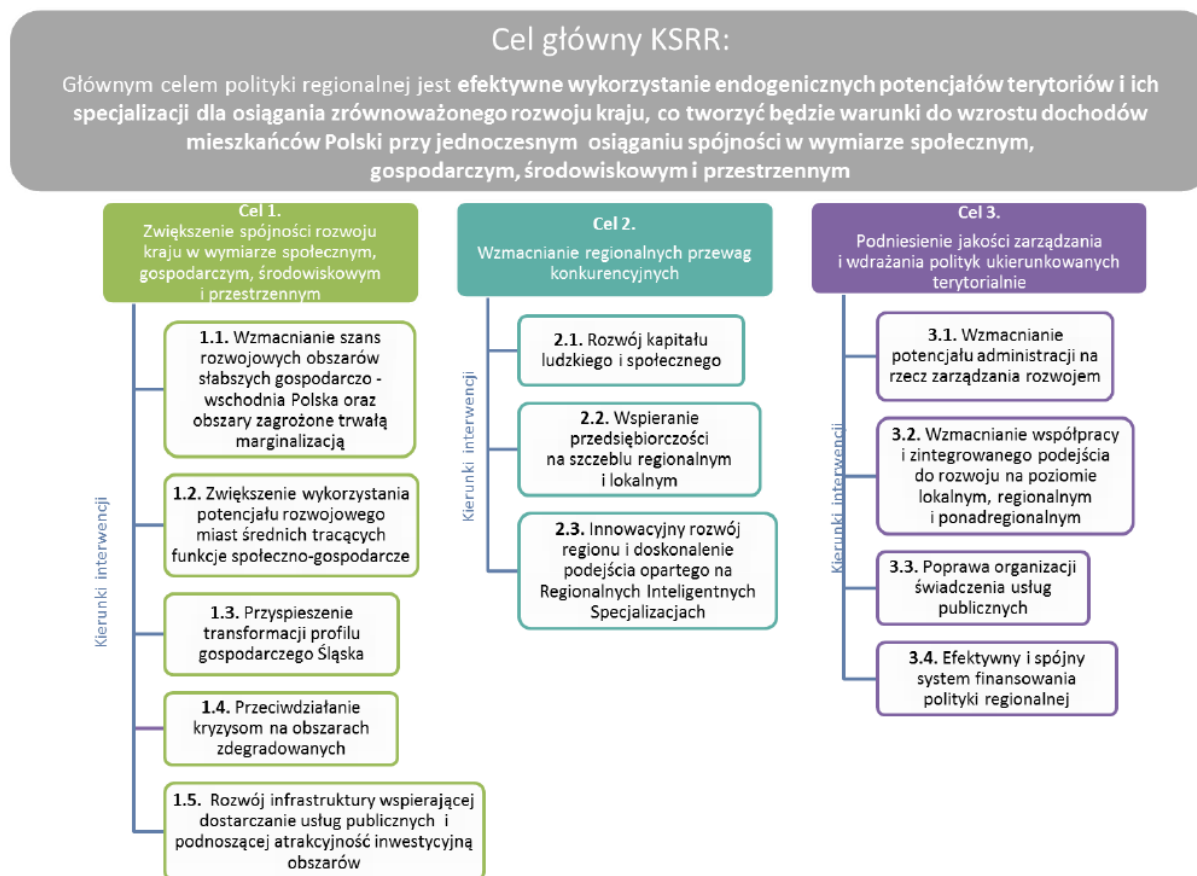 Cel główny KSRR:
Głównym celem polityki regionalnej jest efektywne wykorzystanie endogenicznych potencjałów terytoriów i ich
specjalizacji dla osiągania zrównoważonego rozwoju kraju, co tworzyć będzie warunki do wzrostu dochodów
mieszkańców Polski przy jednoczesnym osiąganiu spójności w wymiarze społecznym,
gospodarczym, środowiskowym i przestrzennym
Cel 1.
Zwiększenie spójności rozwoju
kraju w wymiarze społecznym,
gospodarczym, środowiskowym
i przestrzennym
Kierunki interwencji
1.1. Wzmacnianie szans
rozwojowych obszarów
słabszych gospodarczo -
wschodnia Polska oraz
obszary zagrożone trwałą
marginalizacją
1.2. Zwiększenie wykorzystania
potencjału rozwojowego
miast średnich tracących
funkcje społeczno-gospodarcze
1.3. Przyspieszenie
transformacji profilu
gospodarczego Śląska
1.4. Przeciwdziałanie
kryzysom na obszarach
zdegradowanych
1.5. Rozwój infrastruktury wspierającej
dostarczanie usług publicznych i
podnoszącej atrakcyjność inwestycyjną
obszarów
Cel 2.
Wzmacnianie regionalnych przewag
konkurencyjnych
Kierunki interwencji
2.1. Rozwój kapitału
ludzkiego i społecznego
2.2. Wspieranie
przedsiębiorczości
na szczeblu regionalnym
i lokalnym
2.3. Innowacyjny rozwój
regionu i doskonalenie
podejścia opartego na
Regionalnych Inteligentnych
Specjalizacjach
Cel 3.
Podniesienie jakości zarządzania
i wdrażania polityk ukierunkowanych
terytorialnie
Kierunki interwencji
3.1. Wzmacnianie
potencjału administracji na
rzecz zarządzania rozwojem
3.2. Wzmacnianie współpracy
i zintegrowanego podejścia
do rozwoju na poziomie
lokalnym, regionalnym
i ponadregionalnym
3.3. Poprawa organizacji
świadczenia usług
publicznych
3.4. Efektywny i spójny
system finansowania
polityki regionalnej